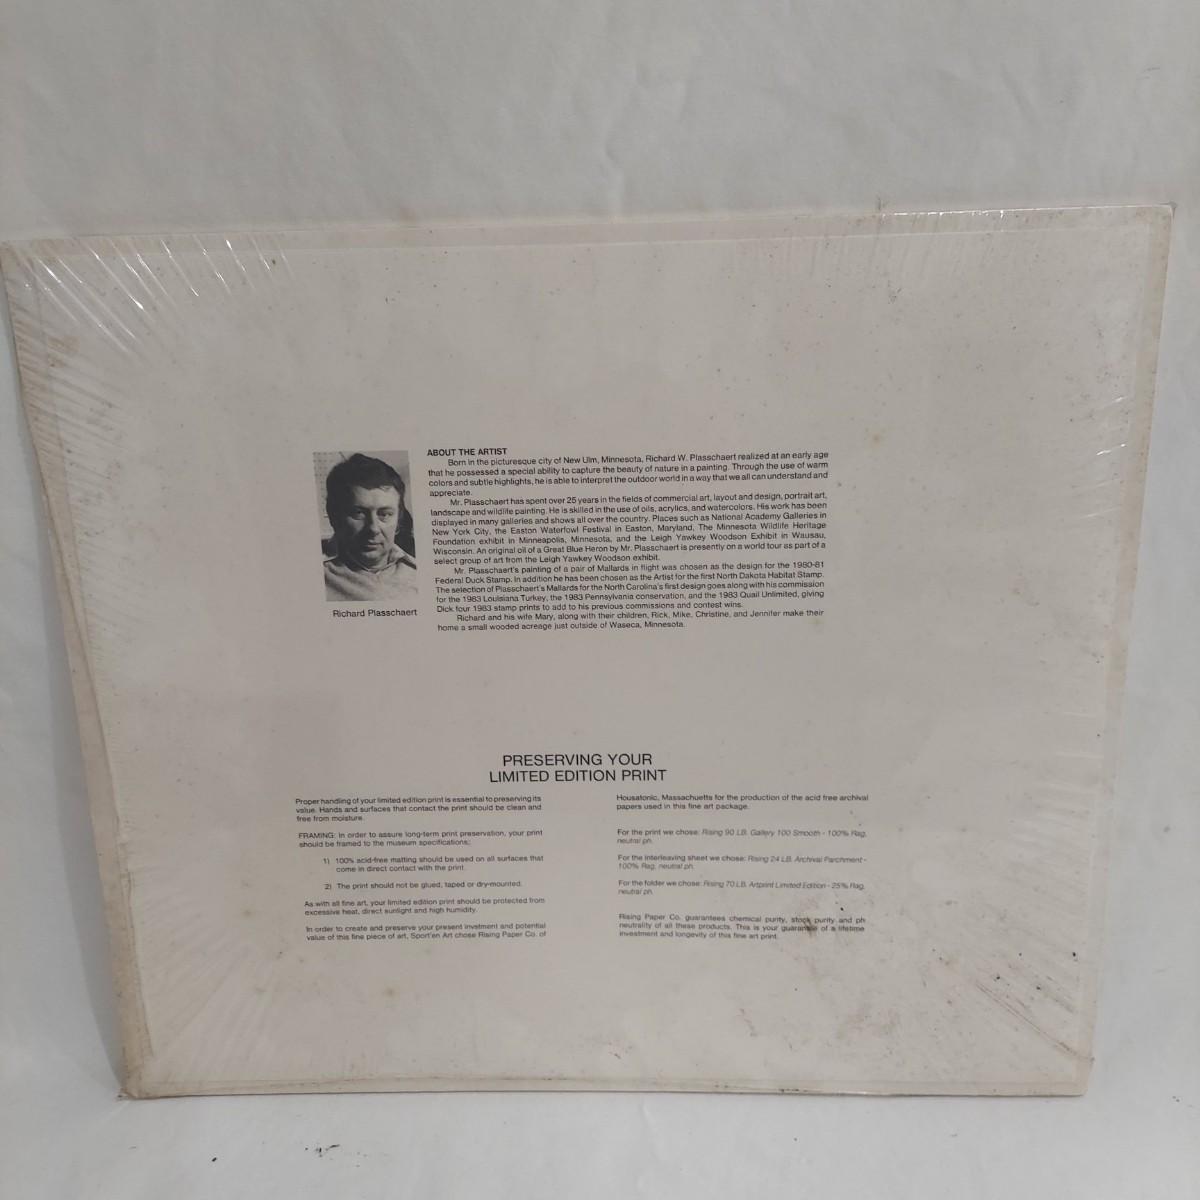 ABOUT THE ARTIST
Born in the picturesque city of New Ulm, Minnesota, Richard W. Plasschaert realized at an early age
that he possessed a special ability to capture the beauty of nature in a painting. Through the use of warm
colors and subtle highlights, he is able to interpret the outdoor world in a way that we all can understand and
appreciate.
Mr. Plasschaert has spent over 25 years in the fields of commercial art, layout and design, portrait art,
landscape and wildlife painting. He is skilled in the use of oils, acrylics, and watercolors. His work has been
displayed in many galleries and shows all over the country. Places such as National Academy Galleries in
New York City, the Easton Waterfowl Festival in Easton, Maryland, The Minnesota Wildlife Heritage
Foundation exhibit in Minneapolis, Minnesota, and the Leigh Yawkey Woodson Exhibit in Wausau,
Wisconsin. An original oil of a Great Blue Heron by Mr. Plasschaert is presently on a world tour as part of a
select group of art from the Leigh Yawkey Woodson exhibit.
Mr. Plasschaert's painting of a pair of Mallards in flight was chosen as the design for the 1980-81
Federal Duck Stamp. In addition he has been chosen as the Artist for the first North Dakota Habitat Stamp.
The selection of Plasschaert's Mallards for the North Carolina's first design goes along with his commission
for the 1983 Louisiana Turkey, the 1983 Pennsylvania conservation, and the 1983 Quail Unlimited, giving
Dick four 1983 stamp prints to add to his previous commissions and contest wins.
Richard and his wife Mary, along with their children, Rick, Mike, Christine, and Jennifer make their
home a small wooded acreage just outside of Waseca, Minnesota.
Richard Plasschaert
PRESERVING YOUR
LIMITED EDITION PRINT
Proper handling of your limited edition print is essential to preserving its
value. Hands and surfaces that contact the print should be clean and
free from moisture.
FRAMING: In order to assure long-term print preservation, your print
should be framed to the museum specifications;
1) 100% acid-free matting should be used on all surfaces that
come in direct contact with the print.
2) The print should not be glued, taped or dry-mounted.
As with all fine art, your limited edition print should be protected from
excessive heat, direct sunlight and high humidity.
In order to create and preserve your present invstment and potential
value of this fine piece of art, Sport'en Art chose Rising Paper Co. of
Housatonic, Massachuetts for the production of the acid free archival
papers used in this fine art package.
For the print we chose: Rising 90 LB. Gallery 100 Smooth - 100% Rag,
neutral ph.
For the interleaving sheet we chose: Rising 24 LB. Archival Parchment -
100% Rag, neutral ph.
For the folder we chose: Rising 70 LB. Artprint Limited Edition - 25% Rag,
neutral ph.
Rising Paper Co. guarantees chemical purity, stock purity and ph
neutrality of all these products. This is your guarantee of a lifetime
investment and longevity of this fine art print.